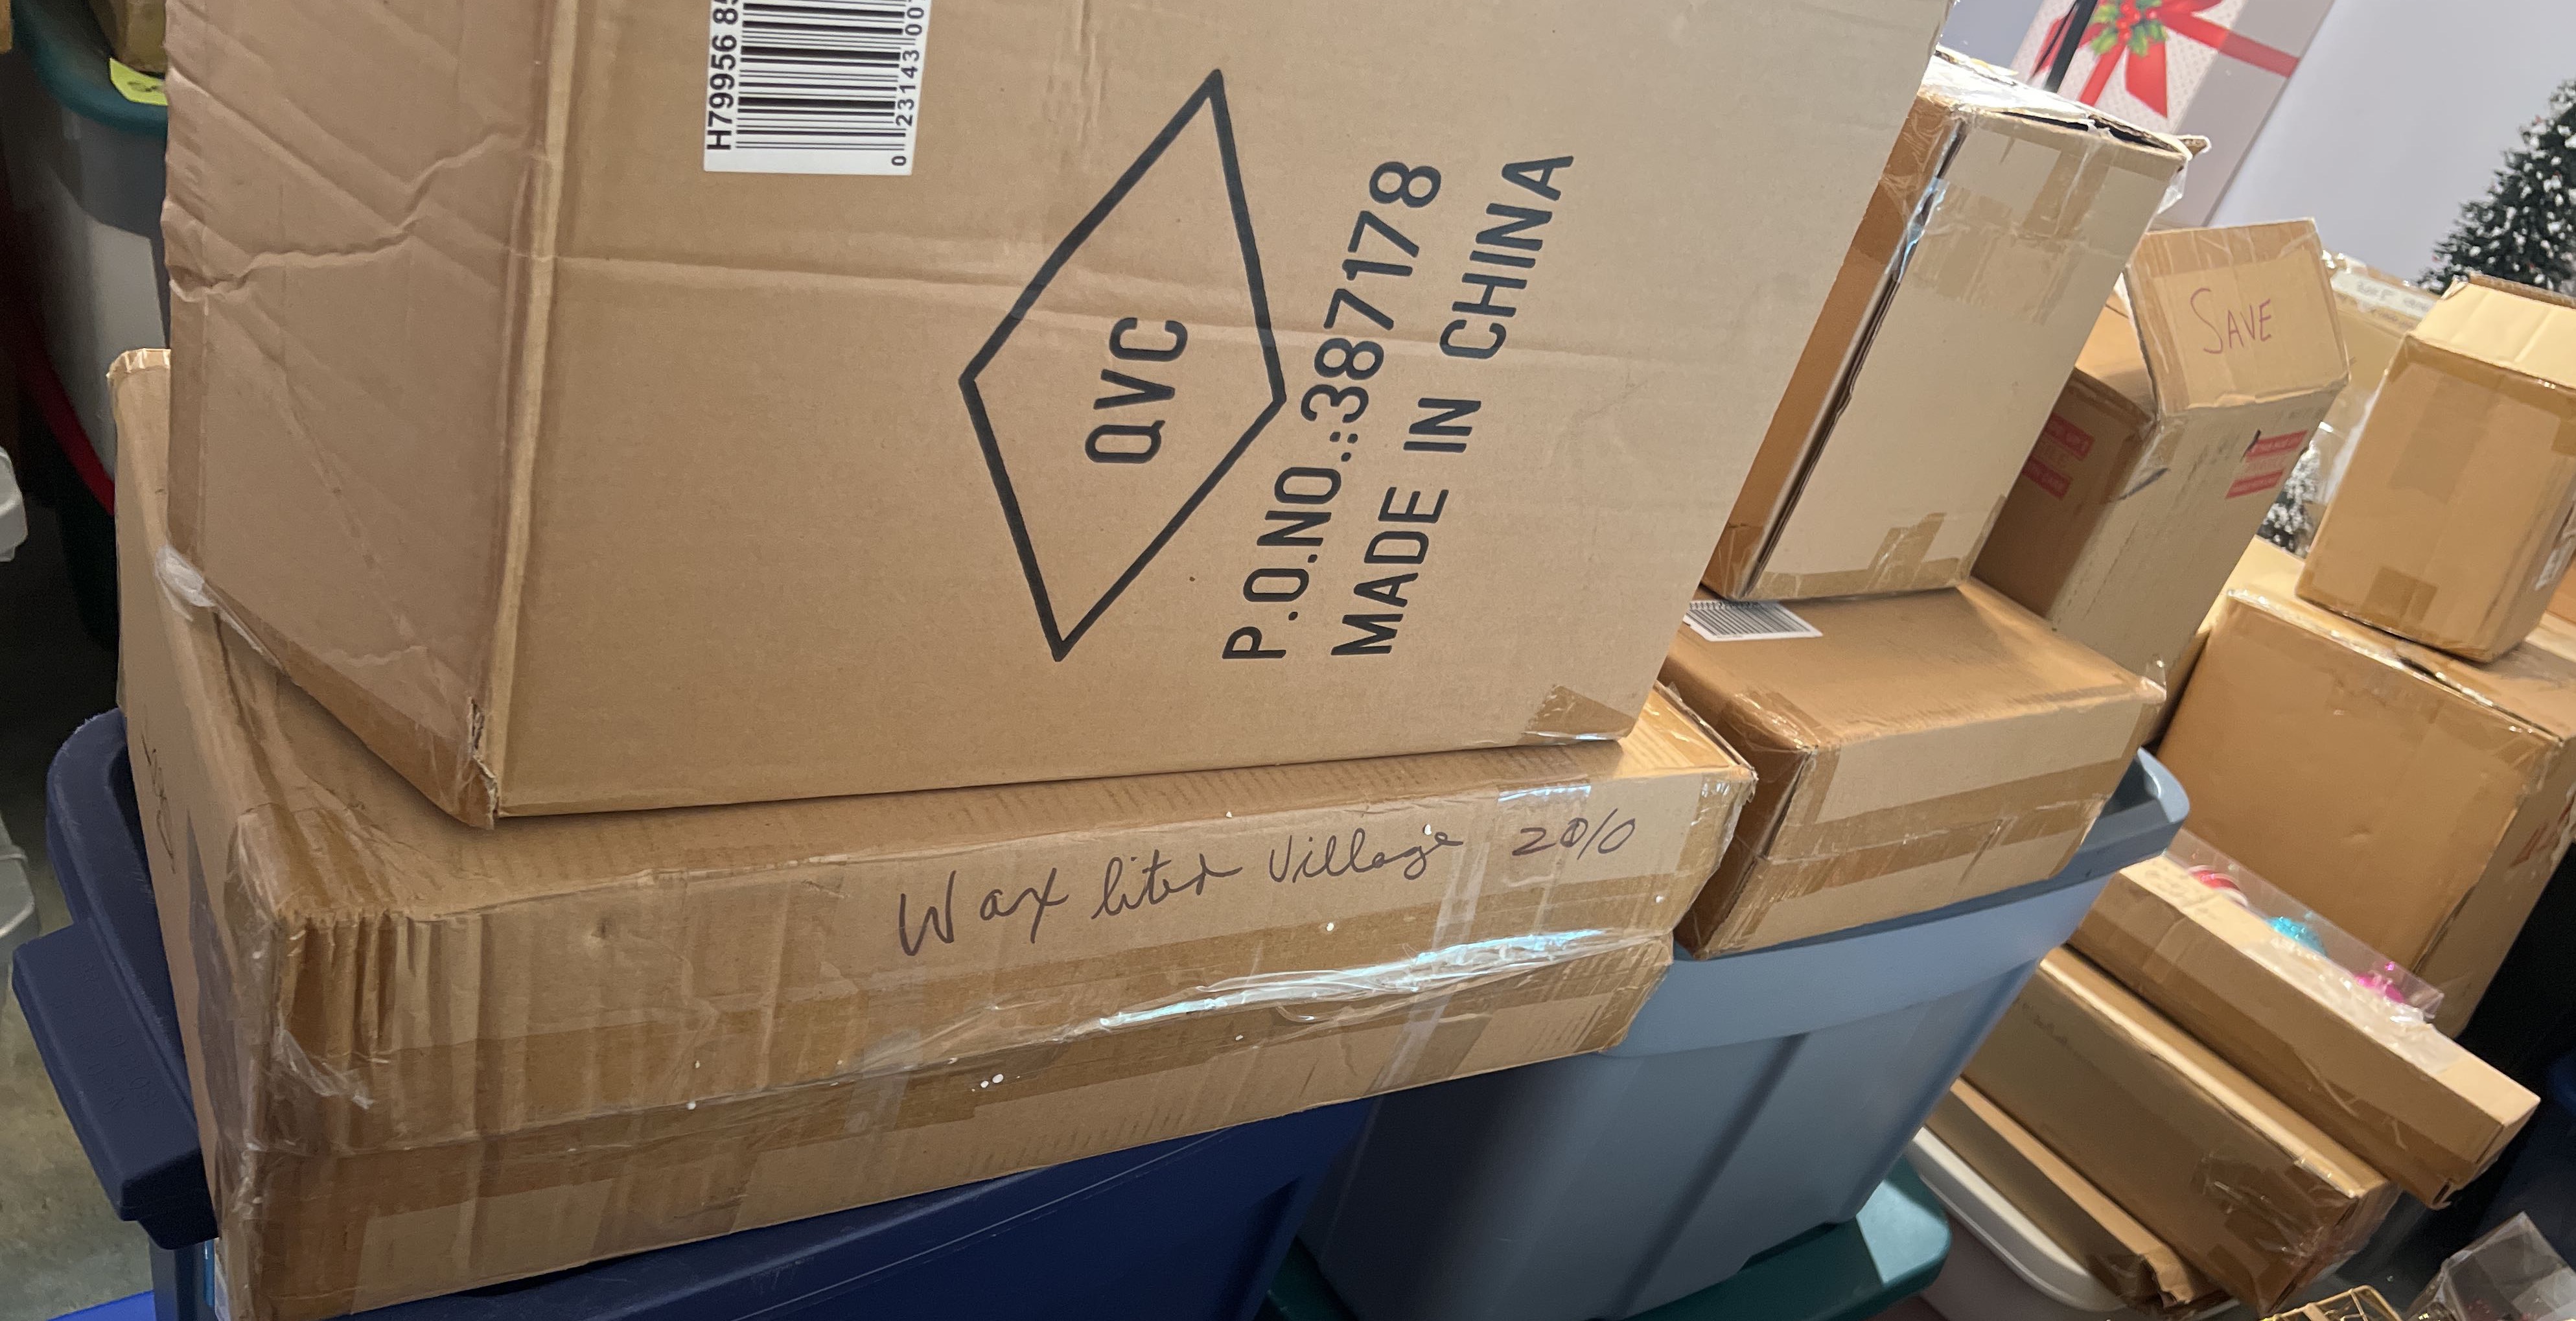 H79956 85
0 23143 00
QVC
P.O.NO.:387178
MADE IN CHINA
SAVE
Wax lited Village 2010